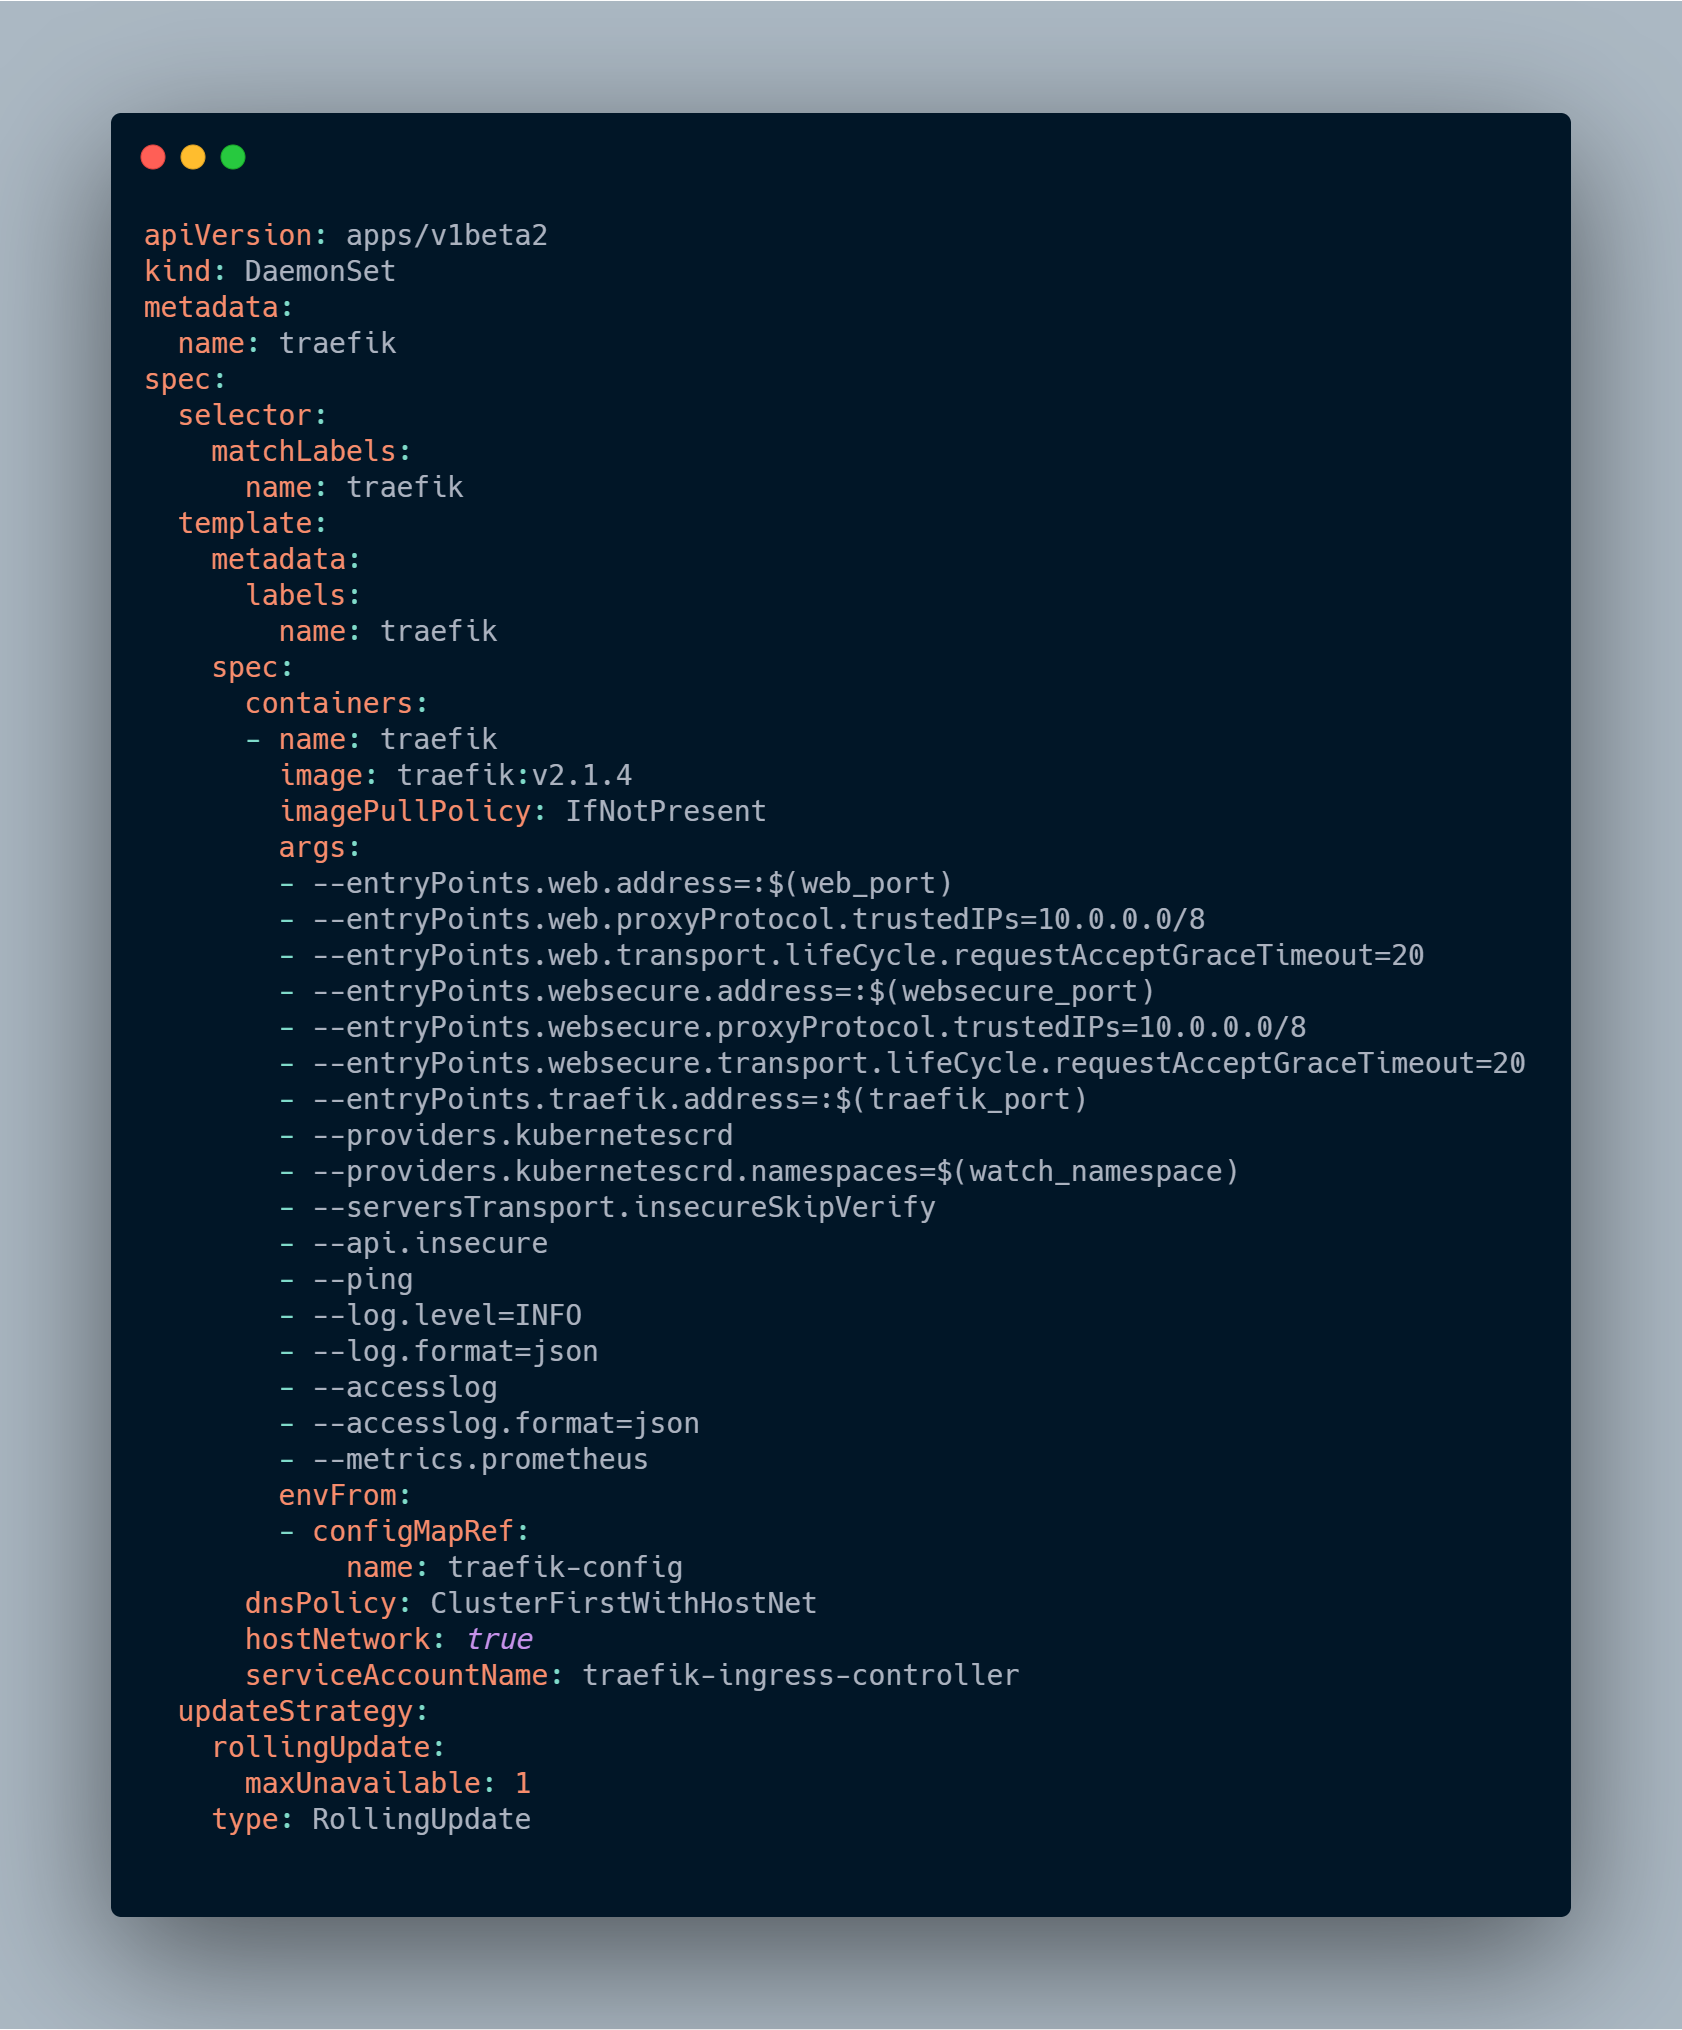 apiVersion: apps/v1beta2
kind: DaemonSet
metadata:
  name: traefik
spec:
  selector:
    matchLabels:
      name: traefik
  template:
    metadata:
      labels:
        name: traefik
    spec:
      containers:
      - name: traefik
        image: traefik:v2.1.4
        imagePullPolicy: IfNotPresent
        args:
        - --entryPoints.web.address=:$(web_port)
        - --entryPoints.web.proxyProtocol.trustedIPs=10.0.0.0/8
        - --entryPoints.web.transport.lifeCycle.requestAcceptGraceTimeout=20
        - --entryPoints.websecure.address=:$(websecure_port)
        - --entryPoints.websecure.proxyProtocol.trustedIPs=10.0.0.0/8
        - --entryPoints.websecure.transport.lifeCycle.requestAcceptGraceTimeout=20
        - --entryPoints.traefik.address=:$(traefik_port)
        - --providers.kubernetescrd
        - --providers.kubernetescrd.namespaces=$(watch_namespace)
        - --serversTransport.insecureSkipVerify
        - --api.insecure
        - --ping
        - --log.level=INFO
        - --log.format=json
        - --accesslog
        - --accesslog.format=json
        - --metrics.prometheus
        envFrom:
        - configMapRef:
            name: traefik-config
      dnsPolicy: ClusterFirstWithHostNet
      hostNetwork: true
      serviceAccountName: traefik-ingress-controller
  updateStrategy:
    rollingUpdate:
      maxUnavailable: 1
    type: RollingUpdate